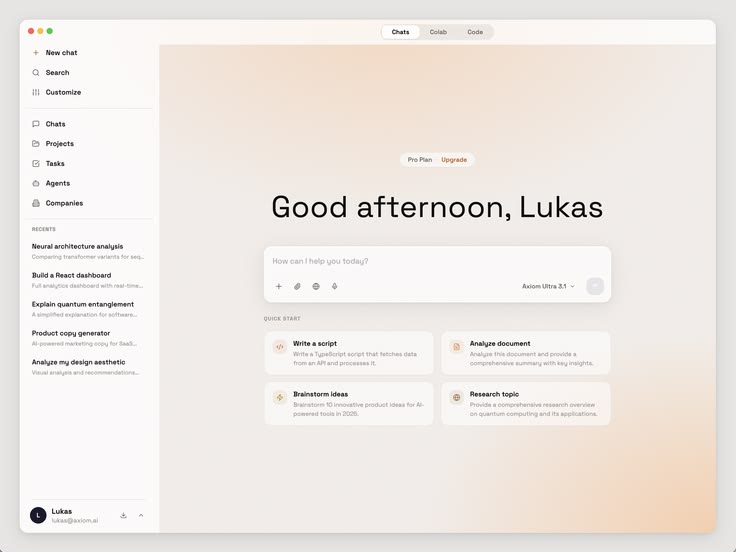 Chats
Colab
Code
New chat
Search
Customize
Chats
Projects
Tasks
Agents
Companies
RECENTS
Neural architecture analysis
Comparing transformer variants for seq...
Build a React dashboard
Full analytics dashboard with real-time...
Explain quantum entanglement
A simplified explanation for software...
Product copy generator
AI-powered marketing copy for SaaS...
Analyze my design aesthetic
Visual analysis and recommendations...
L
Lukas
lukas@axiom.ai
Pro Plan Upgrade
Good afternoon, Lukas
How can I help you today?
Axiom Ultra 3.1
QUICK START
Write a script
Write a TypeScript script that fetches data
from an API and processes it.
Analyze document
Analyze this document and provide a
comprehensive summary with key insights.
Brainstorm ideas
Brainstorm 10 innovative product ideas for AI-
powered tools in 2025.
Research topic
Provide a comprehensive research overview
on quantum computing and its applications.